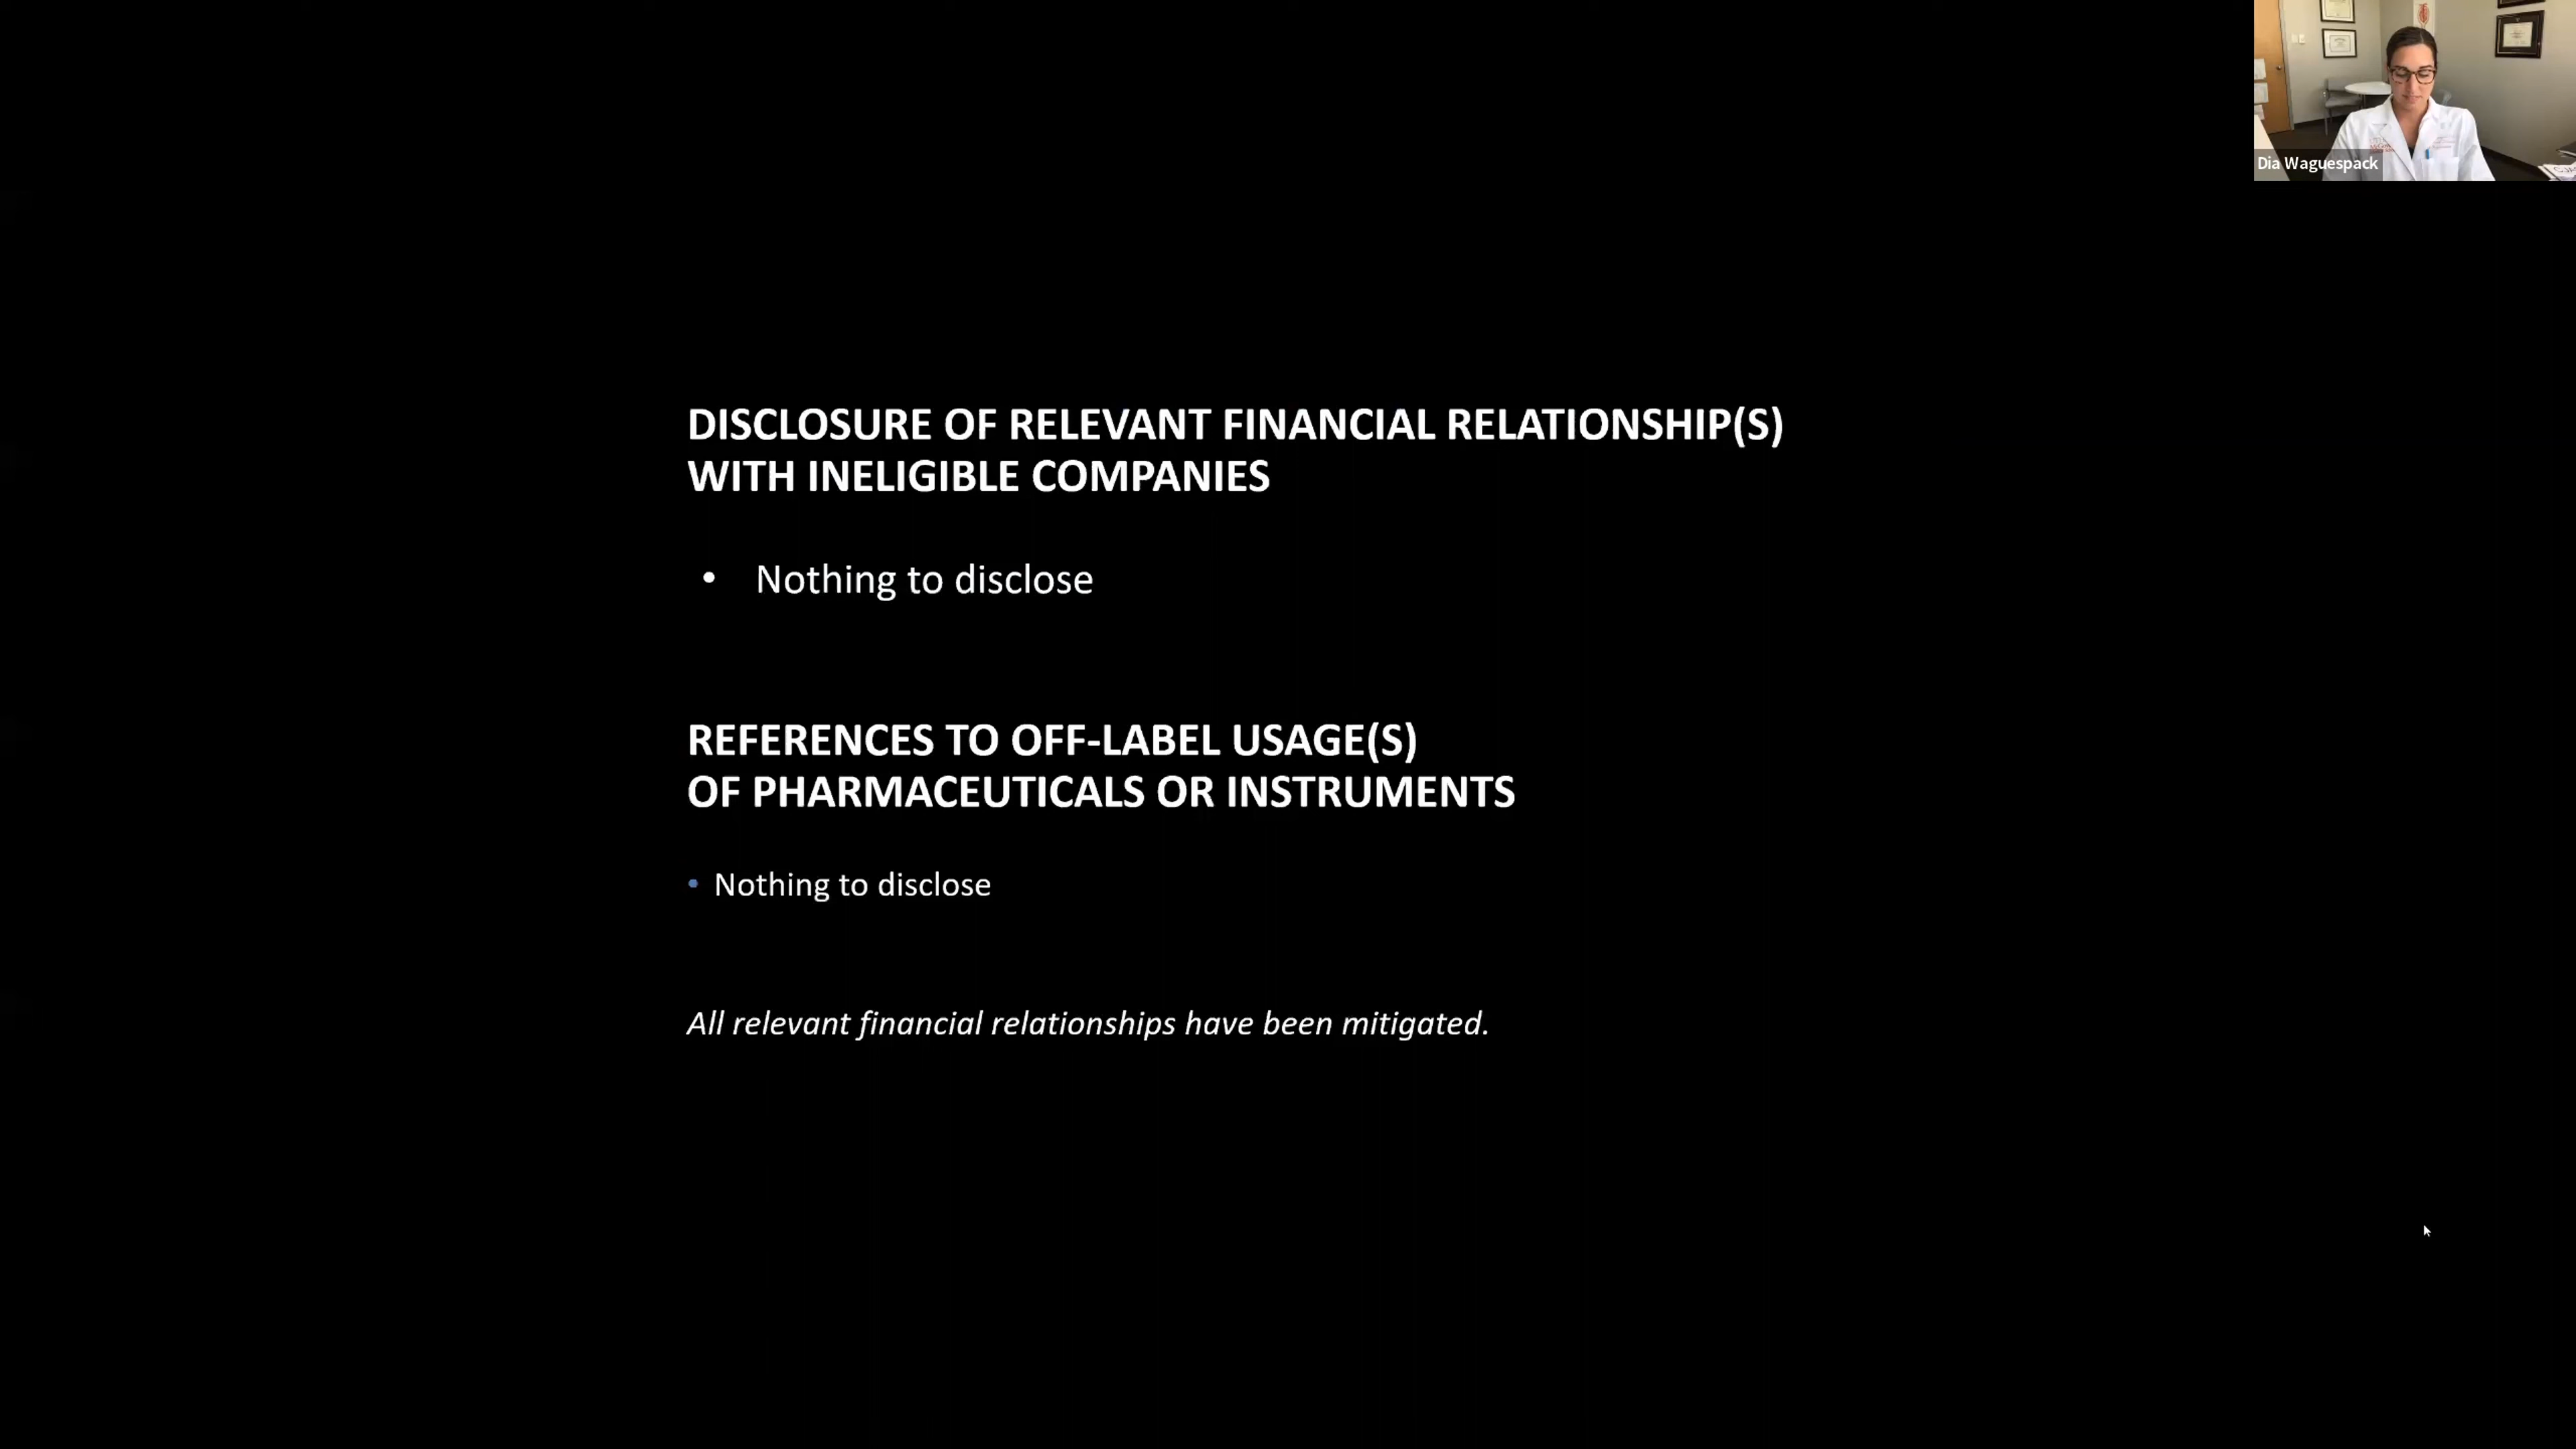 DISCLOSURE OF RELEVANT FINANCIAL RELATIONSHIP(S)
WITH INELIGIBLE COMPANIES
• Nothing to disclose
REFERENCES TO OFF-LABEL USAGE(S)
OF PHARMACEUTICALS OR INSTRUMENTS
• Nothing to disclose
All relevant financial relationships have been mitigated.
Dia Waguespack